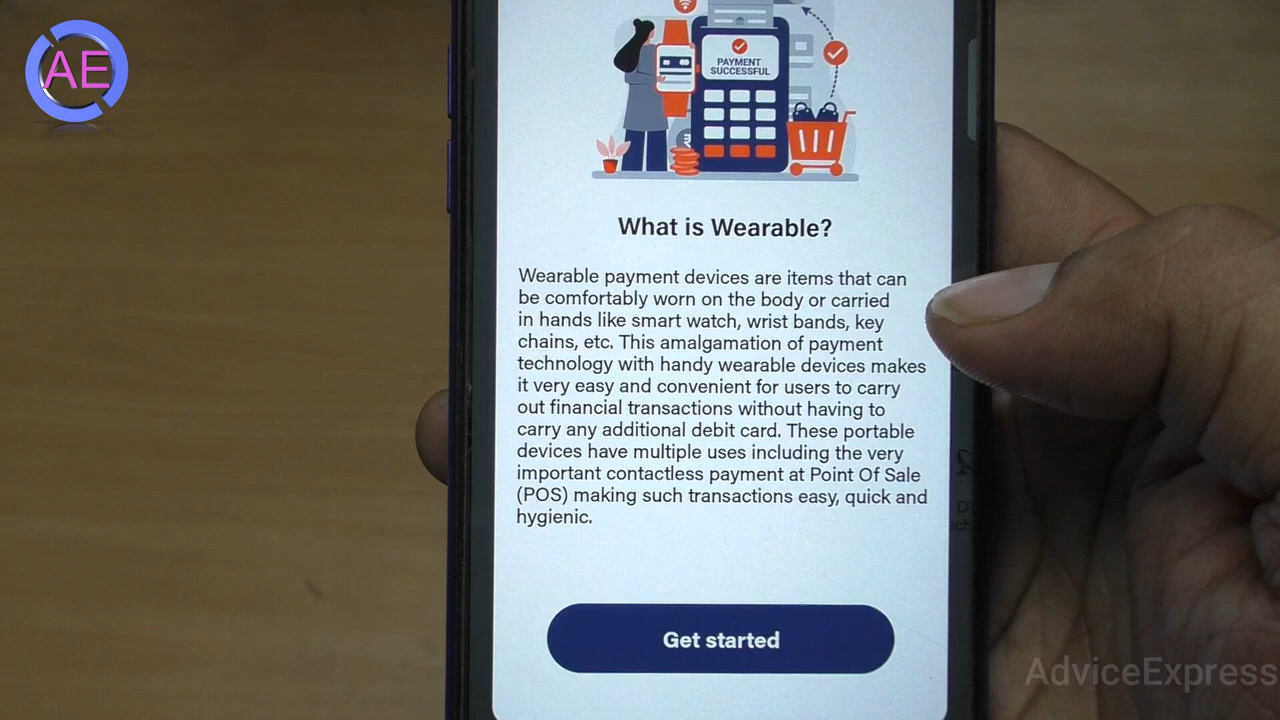 AE
PAYMENT
SUCCESSFUL
₹
What is Wearable?
Wearable payment devices are items that can
be comfortably worn on the body or carried
in hands like smart watch, wrist bands, key
chains, etc. This amalgamation of payment
technology with handy wearable devices makes
it very easy and convenient for users to carry
out financial transactions without having to
carry any additional debit card. These portable
devices have multiple uses including the very
important contactless payment at Point Of Sale
(POS) making such transactions easy, quick and
hygienic.
Get started
AdviceExpress